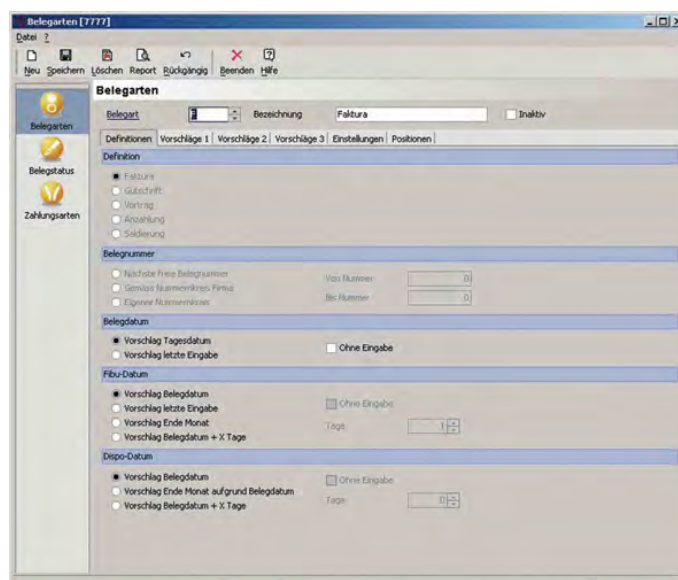 Belegarten [7777]
Datei ?
Neu Speichern Löschen Report Rückgängig Beenden Hilfe
Belegarten
Belegart Bezeichnung Faktura Inaktiv
Belegarten
Belegstatus
Zahlungsarten
Definitionen Vorschläge 1 Vorschläge 2 Vorschläge 3 Einstellungen Positionen
Definition
Faktura
Gutschrift
Vortrag
Anzahlung
Saldierung
Belegnummer
Nächste freie Belegnummer Von Nummer 0
Gemäss Nummernkreis Firma
Eigener Nummernkreis Bis Nummer 0
Belegdatum
Vorschlag Tagesdatum
Vorschlag letzte Eingabe Ohne Eingabe
Fibu-Datum
Vorschlag Belegdatum
Vorschlag letzte Eingabe Ohne Eingabe
Vorschlag Ende Monat Tage 1
Vorschlag Belegdatum + X Tage
Dispo-Datum
Vorschlag Belegdatum Ohne Eingabe
Vorschlag Ende Monat aufgrund Belegdatum
Vorschlag Belegdatum + X Tage Tage 0